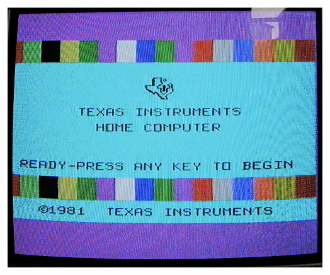 TEXAS INSTRUMENTS
HOME COMPUTER
READY-PRESS ANY KEY TO BEGIN
©1981 TEXAS INSTRUMENTS